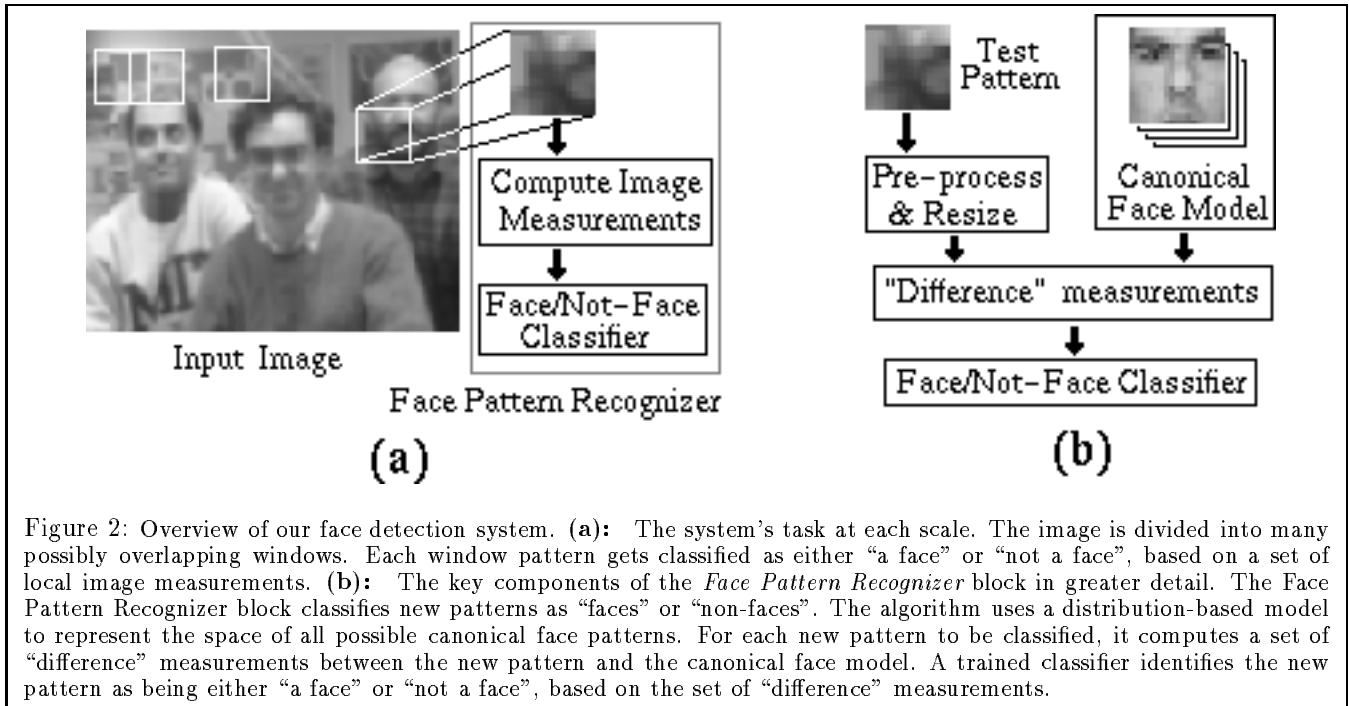 Test
Pattern
Compute Image
Measurements
Pre-process
& Resize
Canonical
Face Model
"Difference" measurements
Face/Not-Face
Classifier
Input Image
Face/Not-Face Classifier
Face Pattern Recognizer
(a)
(b)
Figure 2: Overview of our face detection system. (a): The system's task at each scale. The image is divided into many
possibly overlapping windows. Each window pattern gets classified as either “a face” or “not a face”, based on a set of
local image measurements. (b): The key components of the Face Pattern Recognizer block in greater detail. The Face
Pattern Recognizer block classifies new patterns as “faces” or “non-faces”. The algorithm uses a distribution-based model
to represent the space of all possible canonical face patterns. For each new pattern to be classified, it computes a set of
“difference” measurements between the new pattern and the canonical face model. A trained classifier identifies the new
pattern as being either “a face” or “not a face”, based on the set of “difference” measurements.